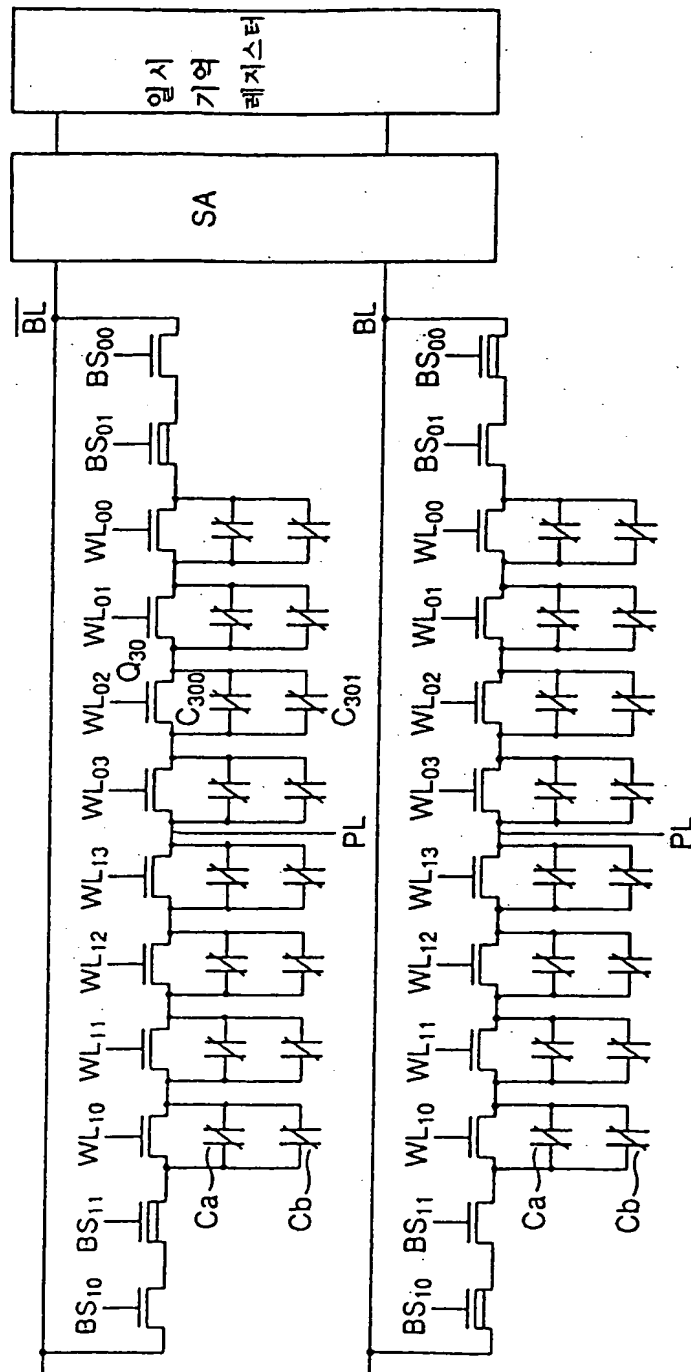 B̅L̅
BS10 BS11 WL10 WL11 WL12 WL13 WL03 WL02 WL01 WL00 BS01 BS00
Q30
Ca C300
Cb C301
PL
SA
일시
기억
레지스터
BL
BS10 BS11 WL10 WL11 WL12 WL13 WL03 WL02 WL01 WL00 BS01 BS00
Ca
Cb
PL